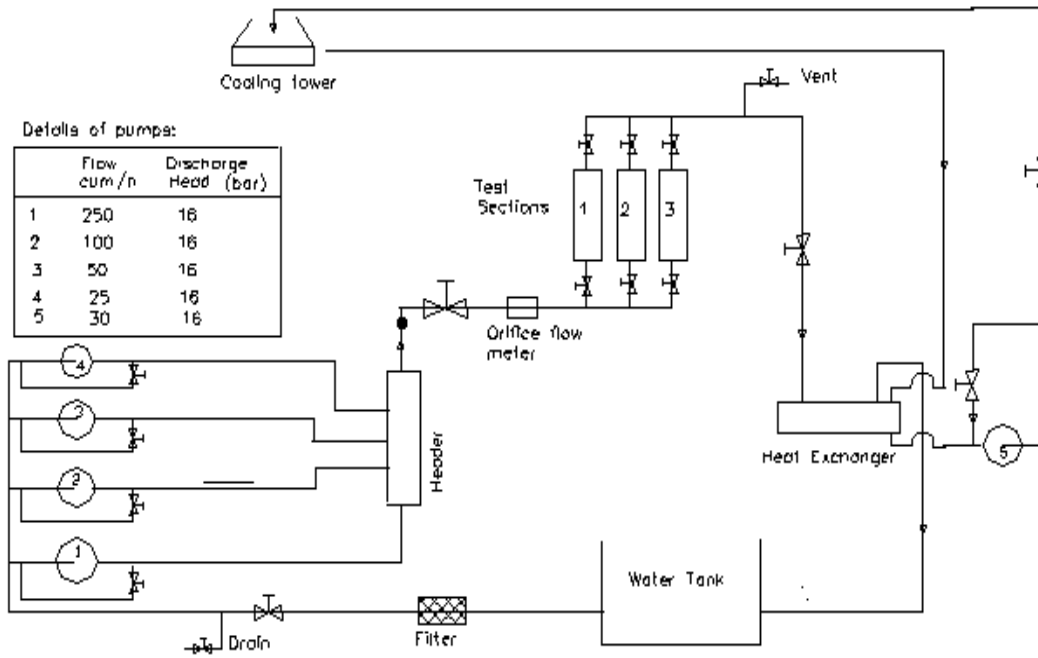 Cooling tower
Vent
Details of pumps:
Flow Discharge
cum/h Head (bar)
1 250 16
2 100 16
3 50 16
4 25 16
5 30 16
Test
Sections
1 2 3
Orifice flow
meter
4
3
2
1
Header
Heat Exchanger
5
Water Tank
Filter
Drain